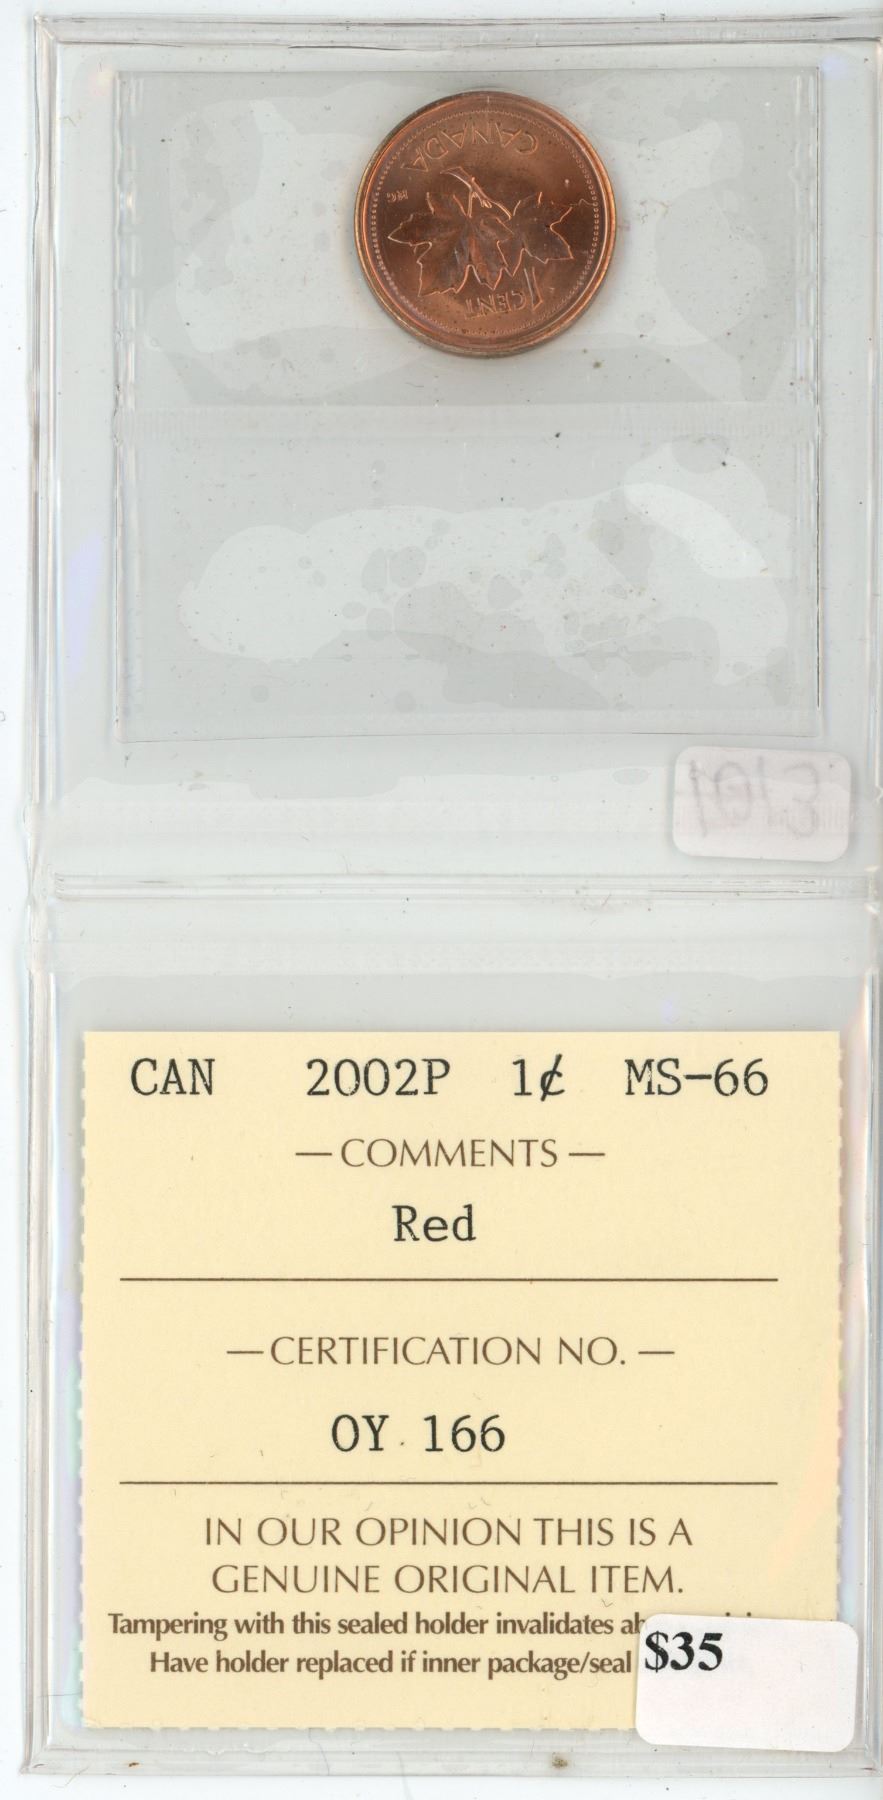 CANADA
HG
1 CENT
CAN 2002P 1¢ MS-66
— COMMENTS —
Red
— CERTIFICATION NO. —
OY 166
IN OUR OPINION THIS IS A
GENUINE ORIGINAL ITEM.
Tampering with this sealed holder invalidates
Have holder replaced if inner package/seal
$35